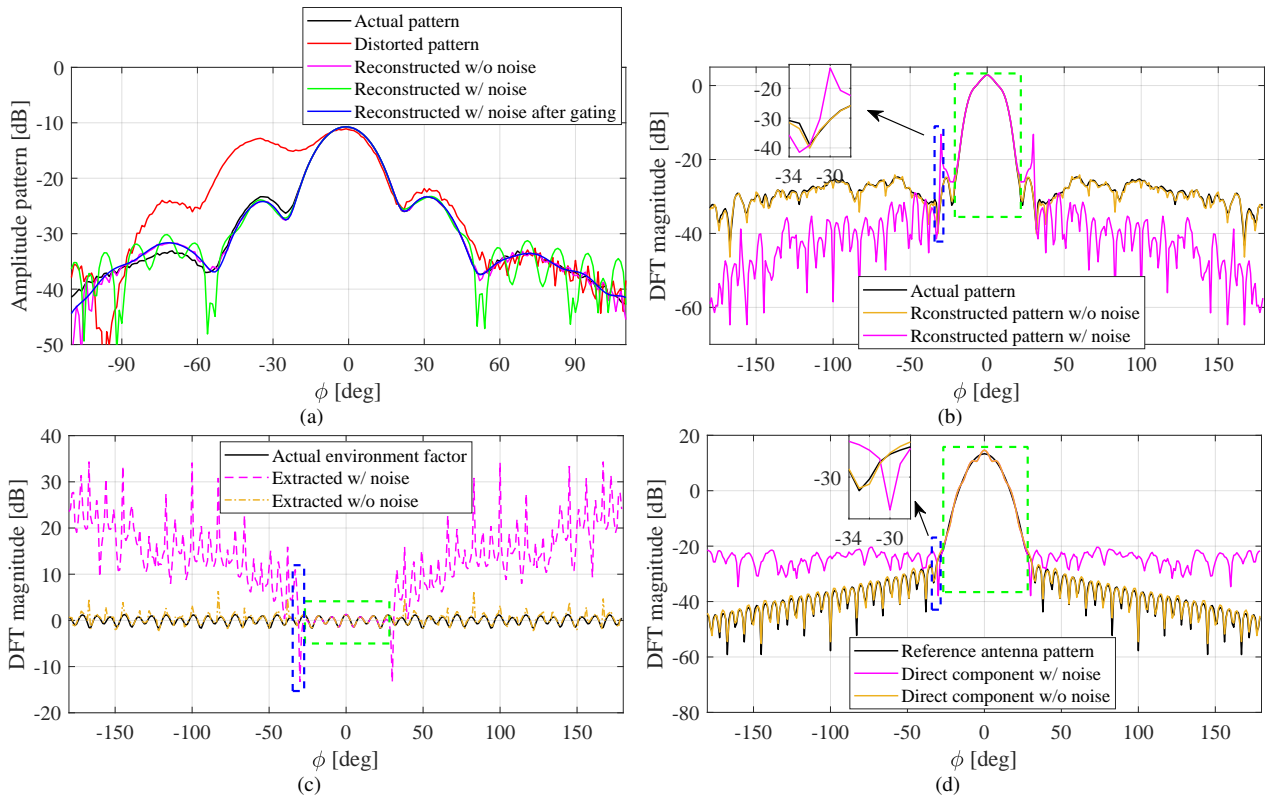 Actual pattern
Distorted pattern
Reconstructed w/o noise
Reconstructed w/ noise
Reconstructed w/ noise after gating
Amplitude pattern [dB]
0
-10
-20
-30
-40
-50
-90
-60
-30
0
30
60
90
ϕ [deg]
(a)
-20
-30
-40
-34
-30
DFT magnitude [dB]
0
-20
-40
-60
Actual pattern
Rconstructed pattern w/o noise
Rconstructed pattern w/ noise
-150
-100
-50
0
50
100
150
ϕ [deg]
(b)
Actual environment factor
Extracted w/ noise
Extracted w/o noise
DFT magnitude [dB]
40
30
20
10
0
-10
-20
-150
-100
-50
0
50
100
150
ϕ [deg]
(c)
-30
-34
-30
DFT magnitude [dB]
20
0
-20
-40
-60
-80
Reference antenna pattern
Direct component w/ noise
Direct component w/o noise
-150
-100
-50
0
50
100
150
ϕ [deg]
(d)